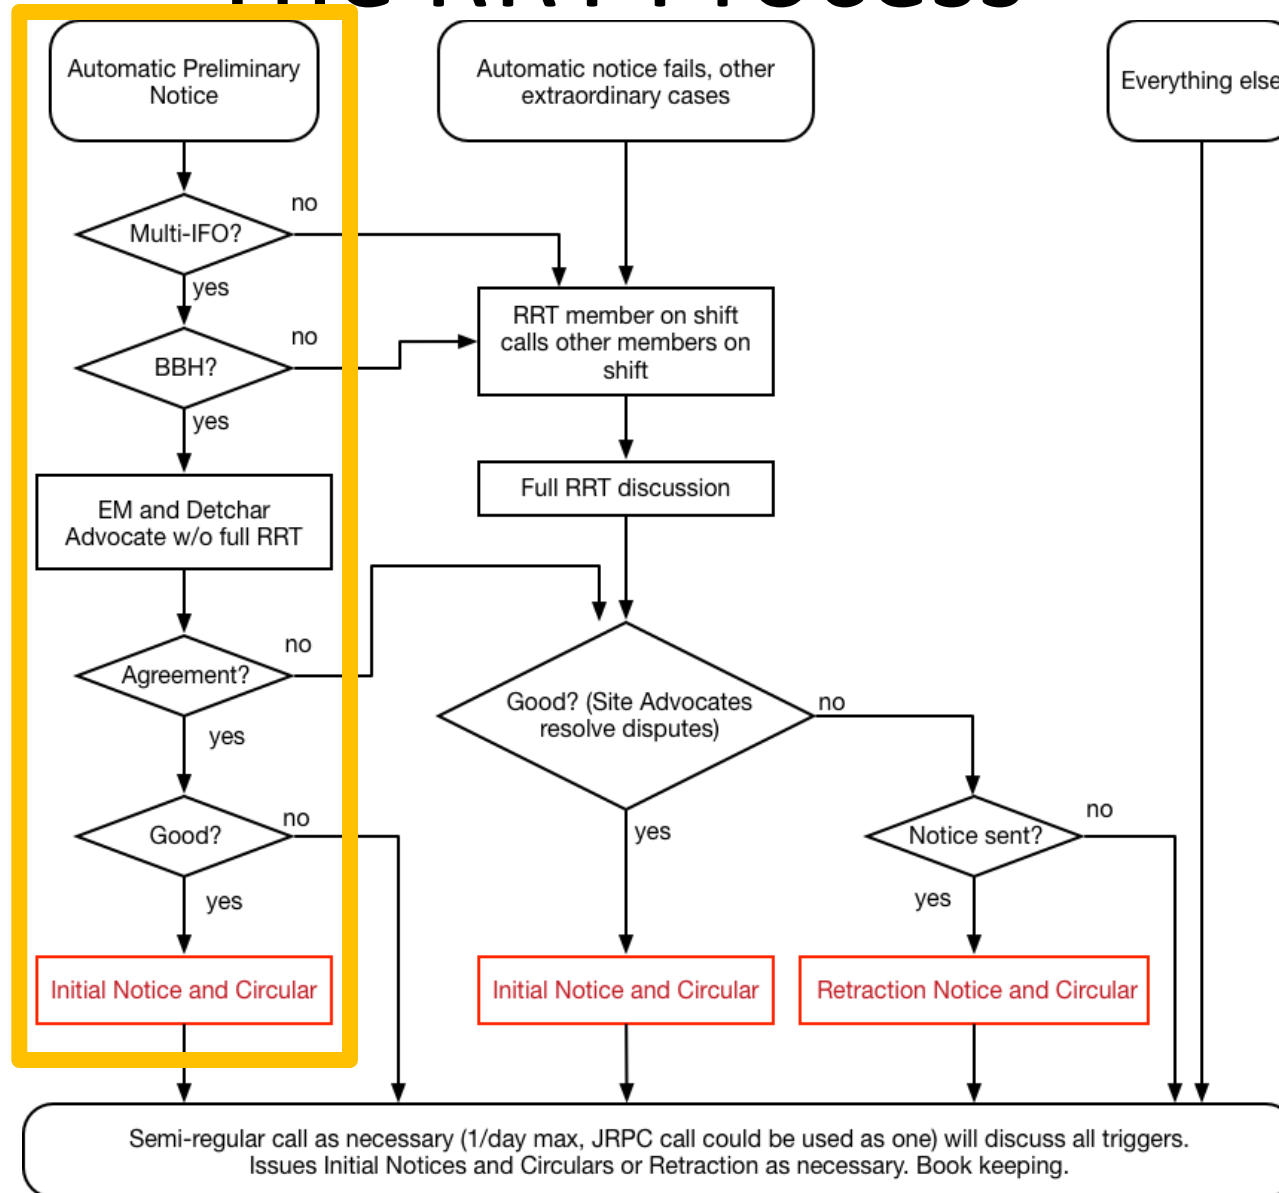 The RRT Process
Automatic Preliminary
Notice
Automatic notice fails, other
extraordinary cases
Everything else
Multi-IFO?
no
yes
BBH?
no
yes
RRT member on shift
calls other members on
shift
EM and Detchar
Advocate w/o full RRT
Full RRT discussion
Agreement?
no
yes
Good? (Site Advocates
resolve disputes)
no
yes
Good?
no
yes
Notice sent?
no
yes
Initial Notice and Circular
Initial Notice and Circular
Retraction Notice and Circular
Semi-regular call as necessary (1/day max, JRPC call could be used as one) will discuss all triggers.
Issues Initial Notices and Circulars or Retraction as necessary. Book keeping.